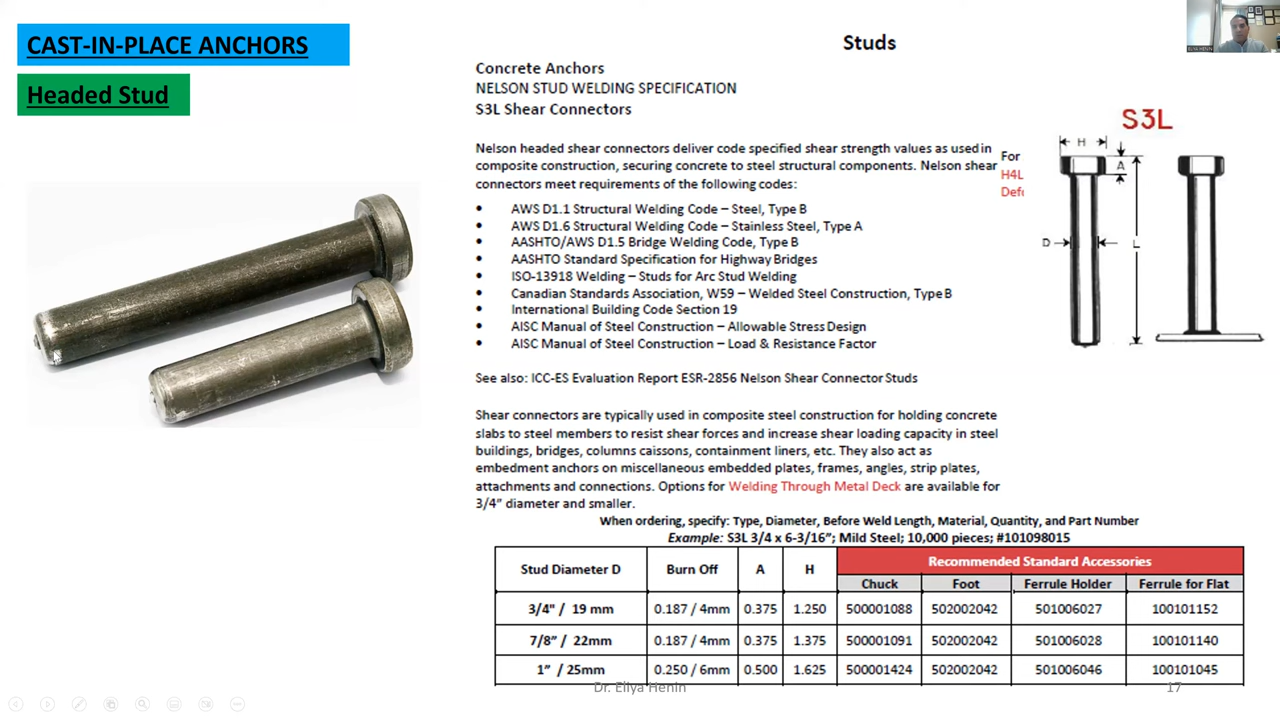 CAST-IN-PLACE ANCHORS
Headed Stud
Studs
Concrete Anchors
NELSON STUD WELDING SPECIFICATION
S3L Shear Connectors
Nelson headed shear connectors deliver code specified shear strength values as used in
composite construction, securing concrete to steel structural components. Nelson shear
connectors meet requirements of the following codes:
• AWS D1.1 Structural Welding Code – Steel, Type B
• AWS D1.6 Structural Welding Code – Stainless Steel, Type A
• AASHTO/AWS D1.5 Bridge Welding Code, Type B
• AASHTO Standard Specification for Highway Bridges
• ISO-13918 Welding – Studs for Arc Stud Welding
• Canadian Standards Association, W59 – Welded Steel Construction, Type B
• International Building Code Section 19
• AISC Manual of Steel Construction – Allowable Stress Design
• AISC Manual of Steel Construction – Load & Resistance Factor
See also: ICC-ES Evaluation Report ESR-2856 Nelson Shear Connector Studs
Shear connectors are typically used in composite steel construction for holding concrete
slabs to steel members to resist shear forces and increase shear loading capacity in steel
buildings, bridges, columns caissons, containment liners, etc. They also act as
embedment anchors on miscellaneous embedded plates, frames, angles, strip plates,
attachments and connections. Options for Welding Through Metal Deck are available for
3/4" diameter and smaller.
For
H4L
S3L
H
A
D
L
When ordering, specify: Type, Diameter, Before Weld Length, Material, Quantity, and Part Number
Example: S3L 3/4 x 6-3/16"; Mild Steel; 10,000 pieces; #101098015
Stud Diameter D Burn Off A H Recommended Standard Accessories
Chuck Foot Ferrule Holder Ferrule for Flat
3/4" / 19 mm 0.187 / 4mm 0.375 1.250 500001088 502002042 501006027 100101152
7/8" / 22mm 0.187 / 4mm 0.375 1.375 500001091 502002042 501006028 100101140
1" / 25mm 0.250 / 6mm 0.500 1.625 500001424 502002042 501006046 100101045
Dr. Eliya Henin
17